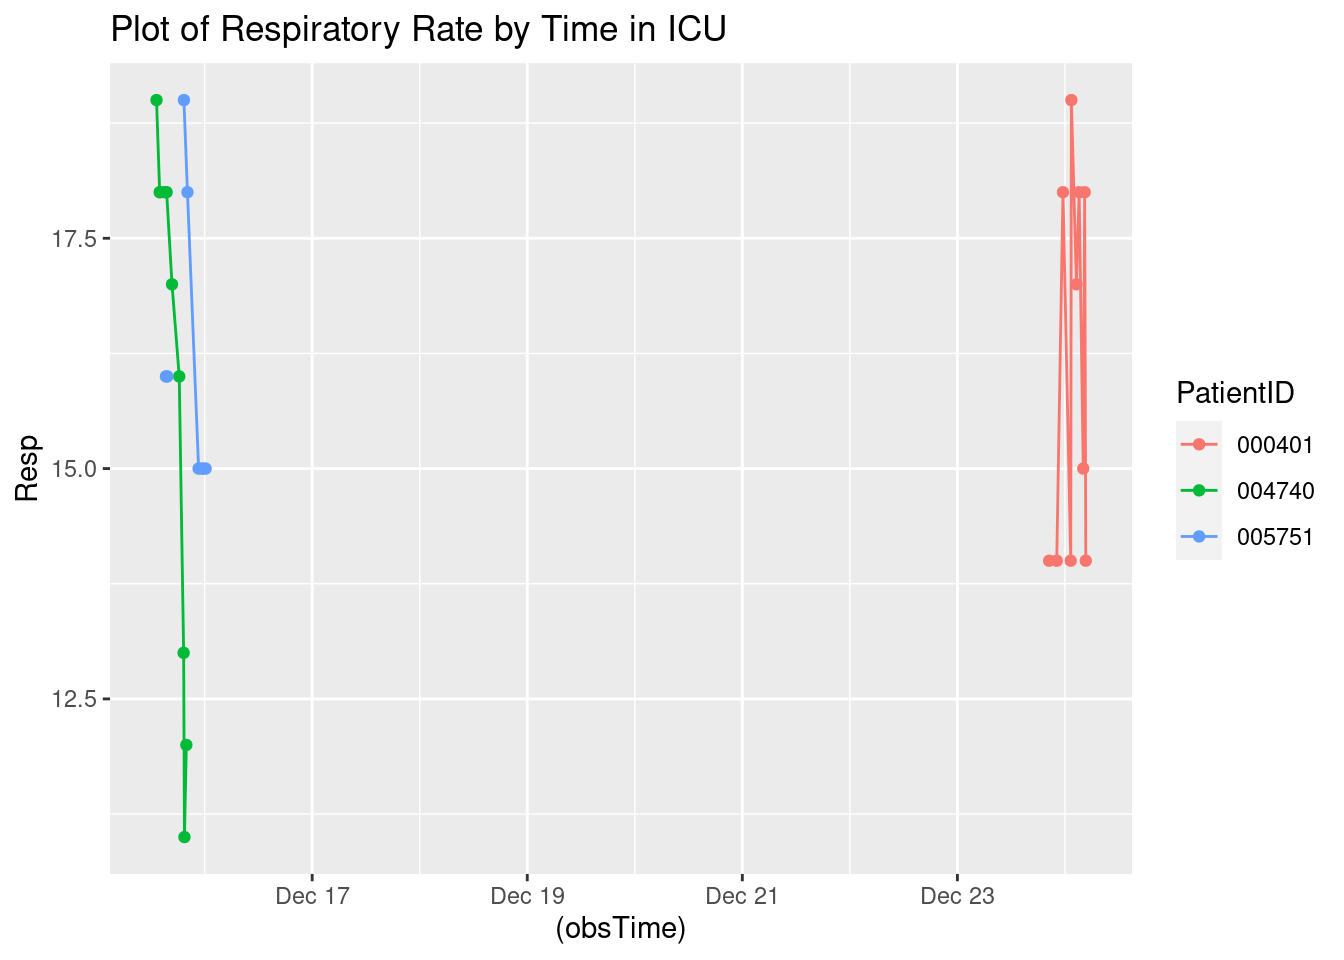 Plot of Respiratory Rate by Time in ICU
Resp
17.5
15.0
12.5
Dec 17
Dec 19
Dec 21
Dec 23
(obsTime)
PatientID
000401
004740
005751